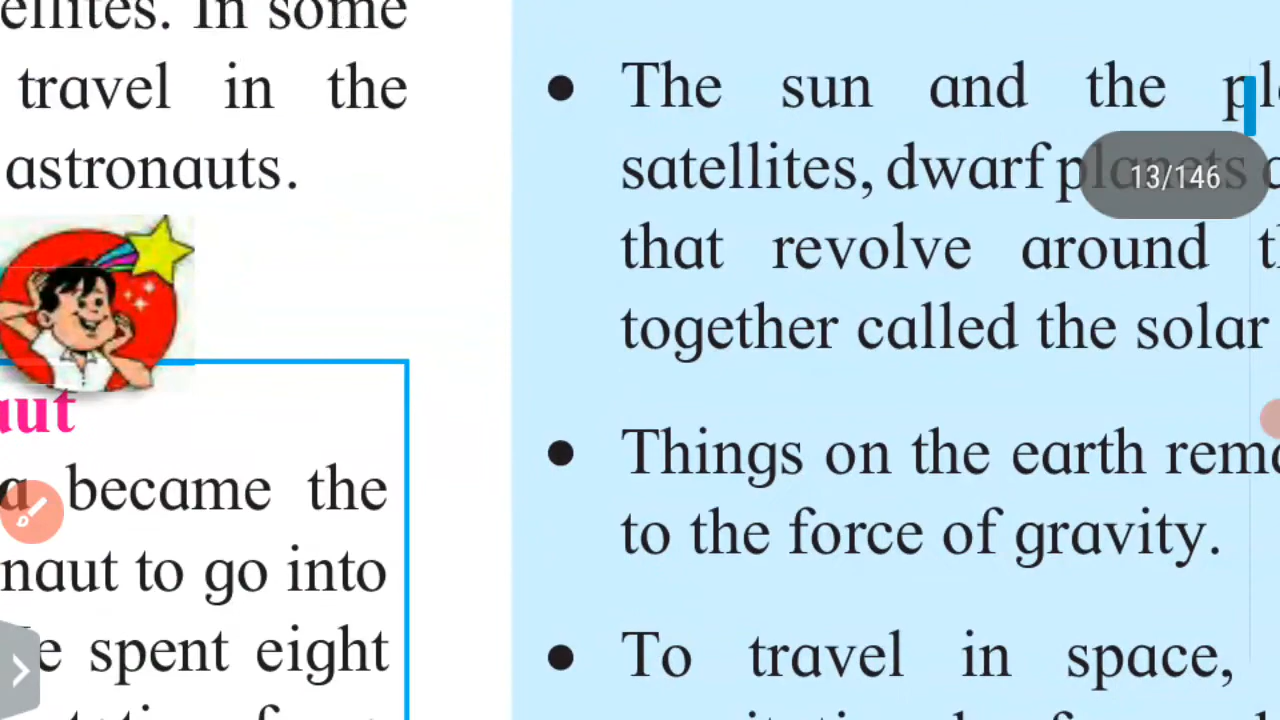 ellites. In some
travel in the
astronauts.
aut
a became the
naut to go into
e spent eight
The sun and the
satellites, dwarf planets
that revolve around
together called the solar
Things on the earth
to the force of gravity.
To travel in space,
13/146